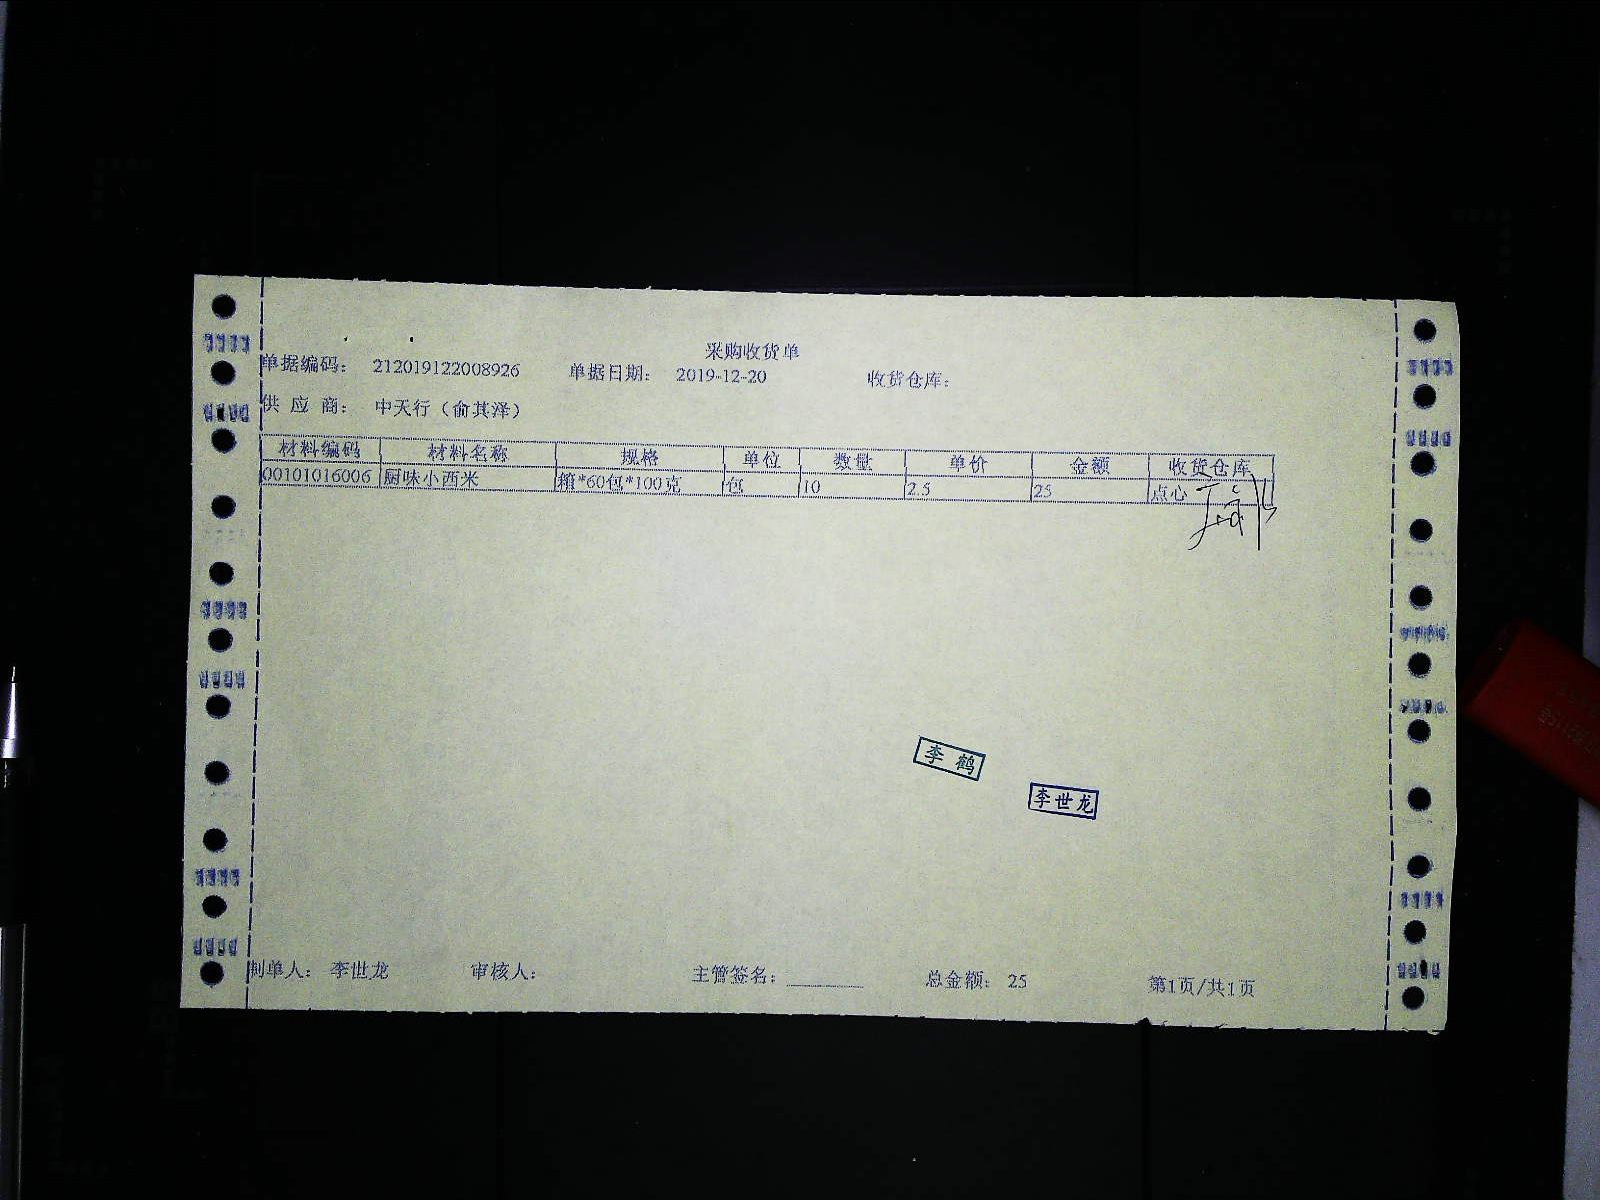 采购收货单
单据编码： 212019122008926 单据日期： 2019-12-20 收货仓库：
供 应 商： 中天行（俞其泽）
材料编码 材料名称 规格 单位 数量 单价 金额 收货仓库
00101016006 厨味小西米 箱*60包*100克 包 10 2.5 25 点心
李鹤
李世龙
制单人： 李世龙 审核人： 主管签名： 总金额： 25 第1页/共1页